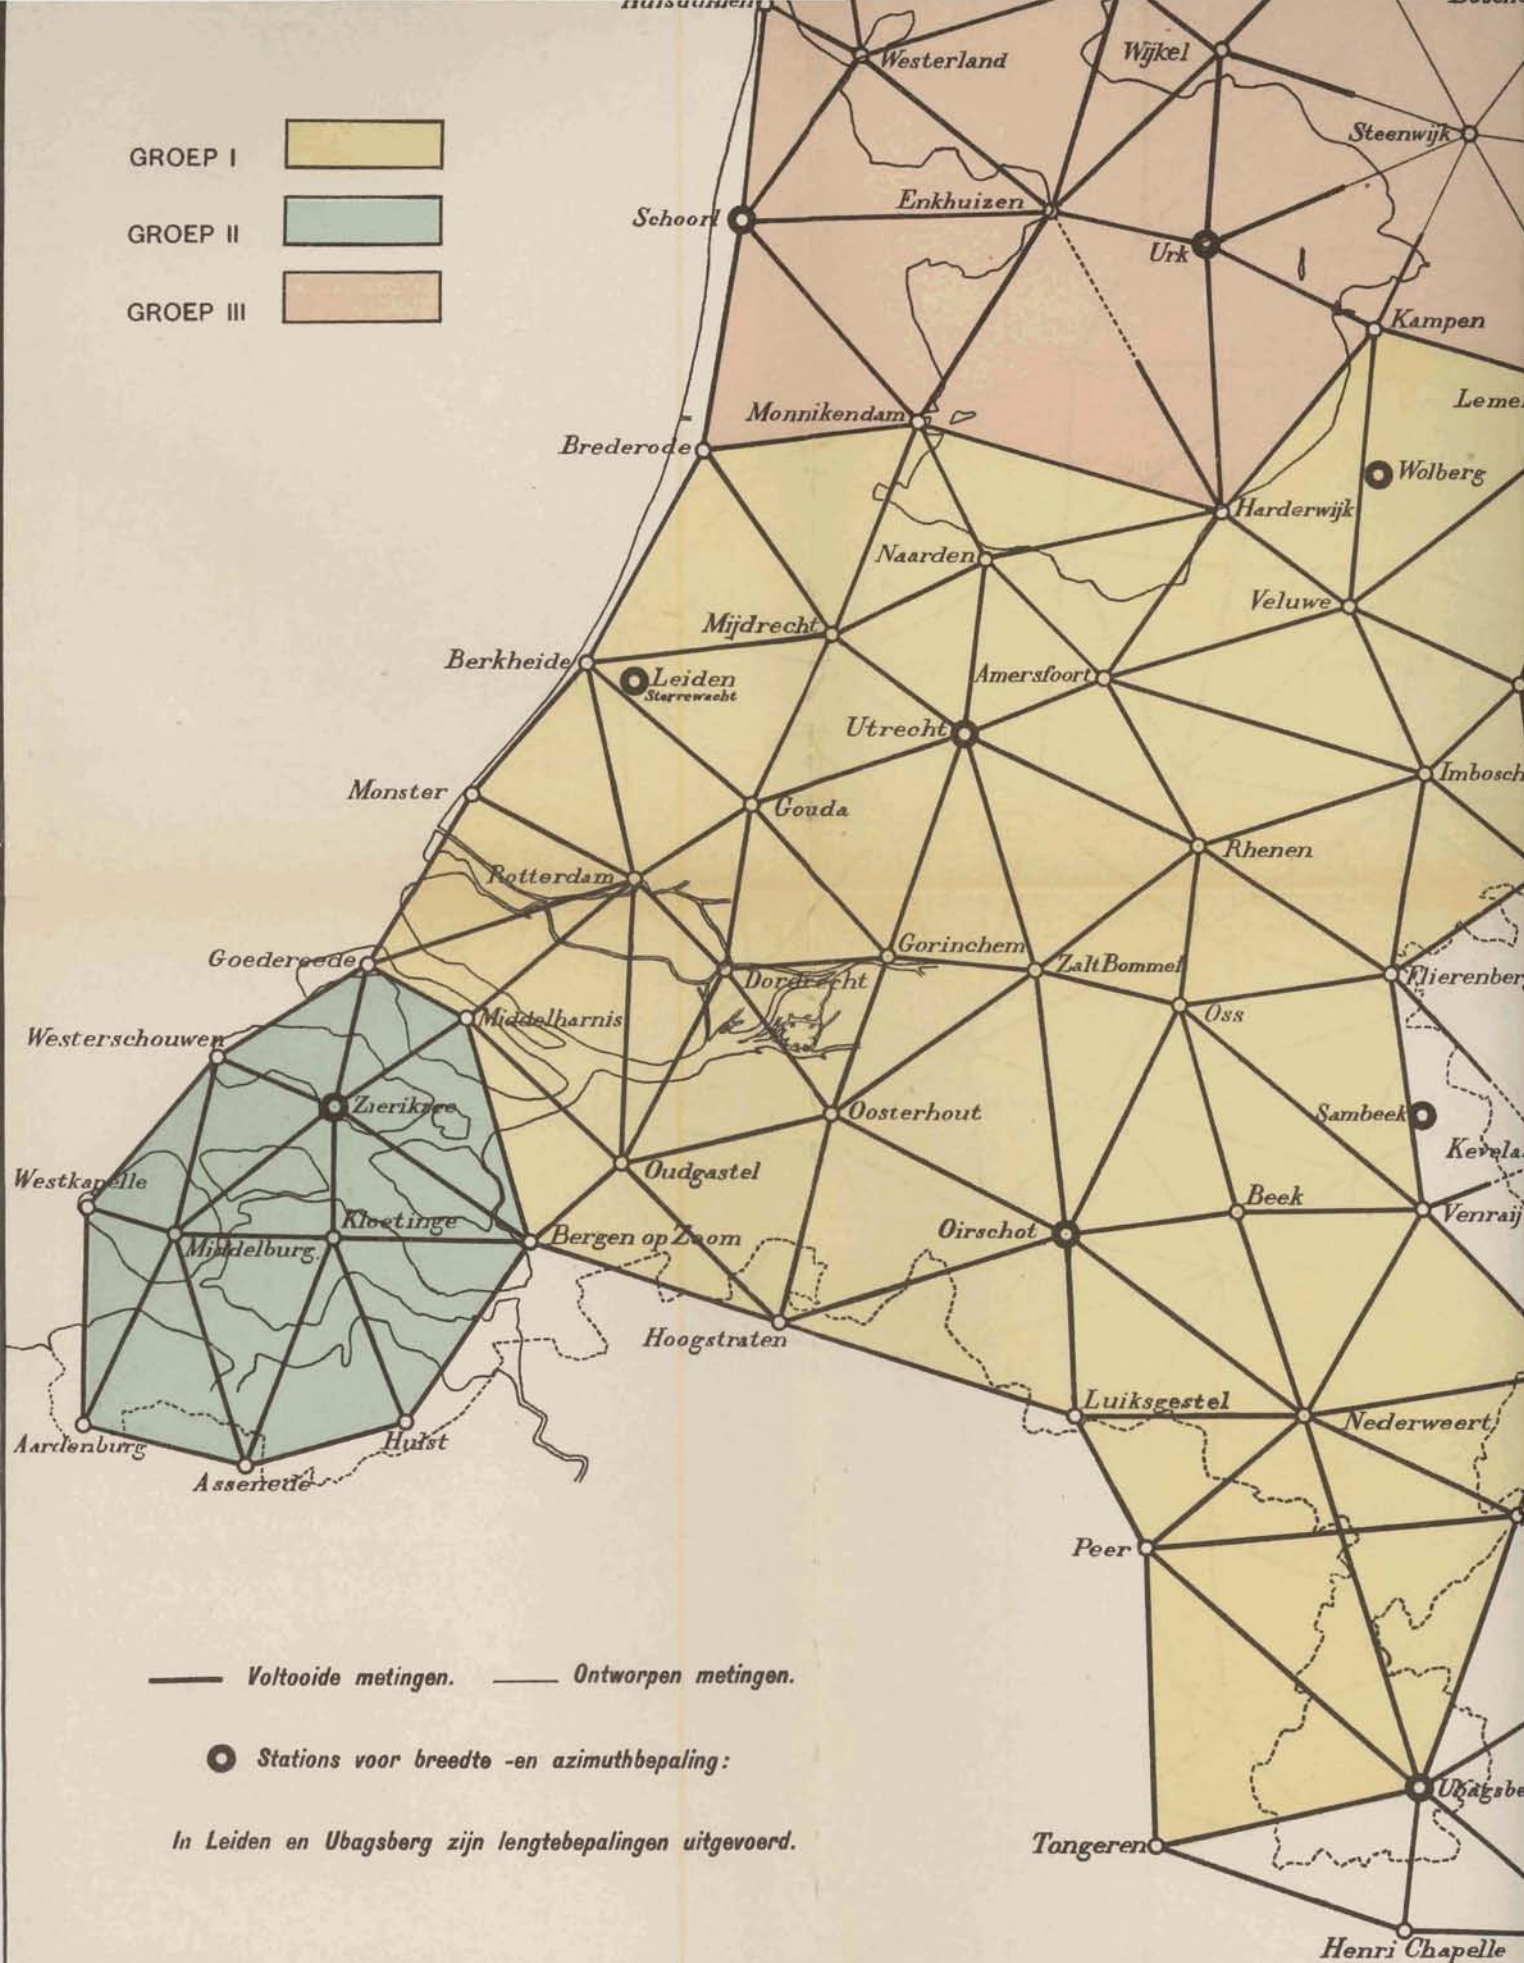 Westerland
Wijkel
Steenwijk
GROEP I
GROEP II
GROEP III
Schoorl
Enkhuizen
Urk
Kampen
Monnikendam
Brederode
Wolberg
Harderwijk
Naarden
Veluwe
Mijdrecht
Berkheide
Leiden
Sterrewacht
Amersfoort
Utrecht
Imbosch
Monster
Gouda
Rhenen
Rotterdam
Goedereede
Gorinchem
Zalt Bommel
Dordrecht
Flierenber
Middelharnis
Oss
Westerschouwen
Zierikzee
Oosterhout
Sambeek
Kevela
Westkapelle
Oudgastel
Beek
Venraij
Kloetinge
Middelburg
Bergen op Zoom
Oirschot
Hoogstraten
Luiksgestel
Nederweert
Aardenburg
Hulst
Assenede
Peer
Voltooide metingen.
Ontworpen metingen.
Stations voor breedte -en azimuthbepaling:
Ubagsbe
In Leiden en Ubagsberg zijn lengtebepalingen uitgevoerd.
Tongeren
Henri Chapelle